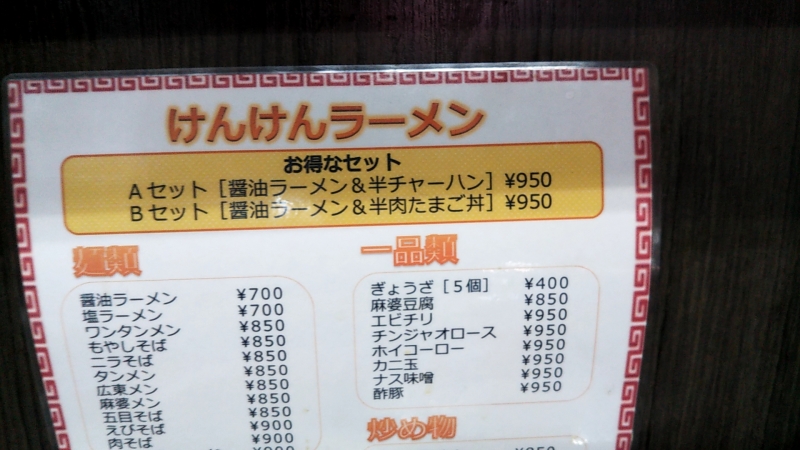 けんけんラーメン
お得なセット
Aセット［醤油ラーメン＆半チャーハン］¥950
Bセット［醤油ラーメン＆半肉たまご丼］¥950
麺類
醤油ラーメン ¥700
塩ラーメン ¥700
ワンタンメン ¥850
もやしそば ¥850
ニラそば ¥850
タンメン ¥850
広東メン ¥850
麻婆メン ¥850
五目そば ¥850
えびそば ¥900
肉そば ¥900
一品類
ぎょうざ［5個］ ¥400
麻婆豆腐 ¥850
エビチリ ¥950
チンジャオロース ¥950
ホイコーロー ¥950
カニ玉 ¥950
ナス味噌 ¥950
酢豚 ¥950
炒め物